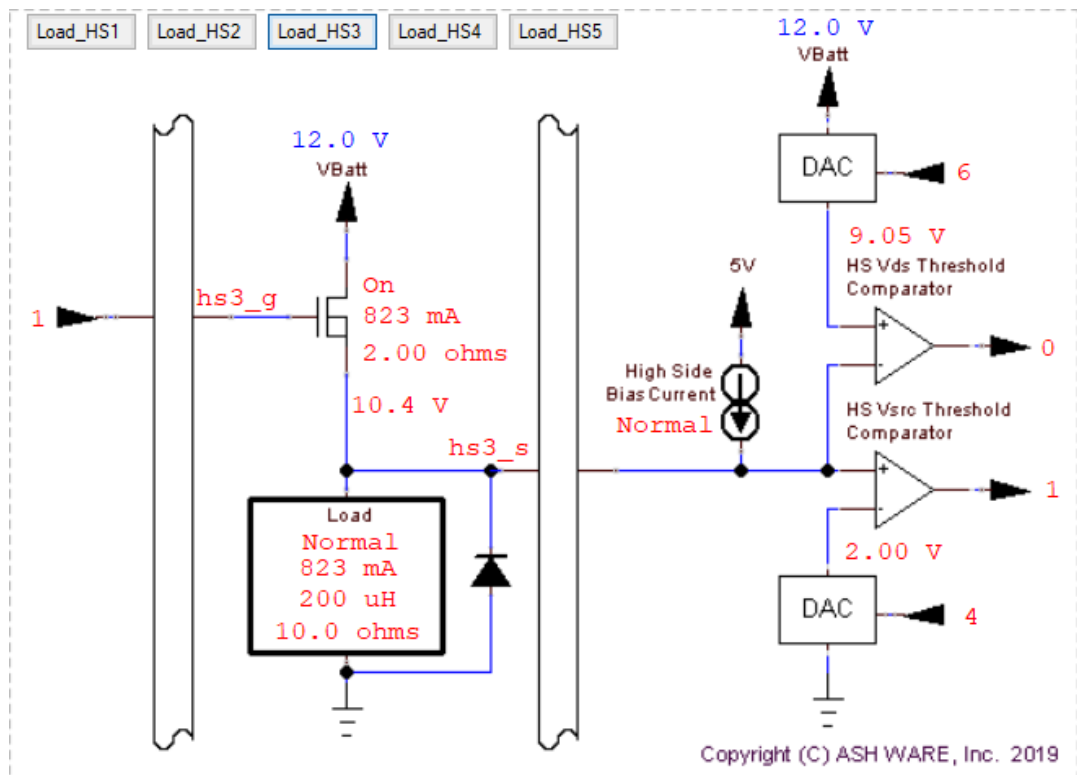 Load_HS1
Load_HS2
Load_HS3
Load_HS4
Load_HS5
12.0 V
VBatt
DAC
6
9.05 V
HS Vds Threshold
Comparator
+
-
0
12.0 V
VBatt
hs3_g
1
On
823 mA
2.00 ohms
10.4 V
hs3_s
5V
High Side
Bias Current
Normal
HS Vsrc Threshold
Comparator
+
-
1
2.00 V
DAC
4
Load
Normal
823 mA
200 uH
10.0 ohms
Copyright (C) ASH WARE, Inc. 2019